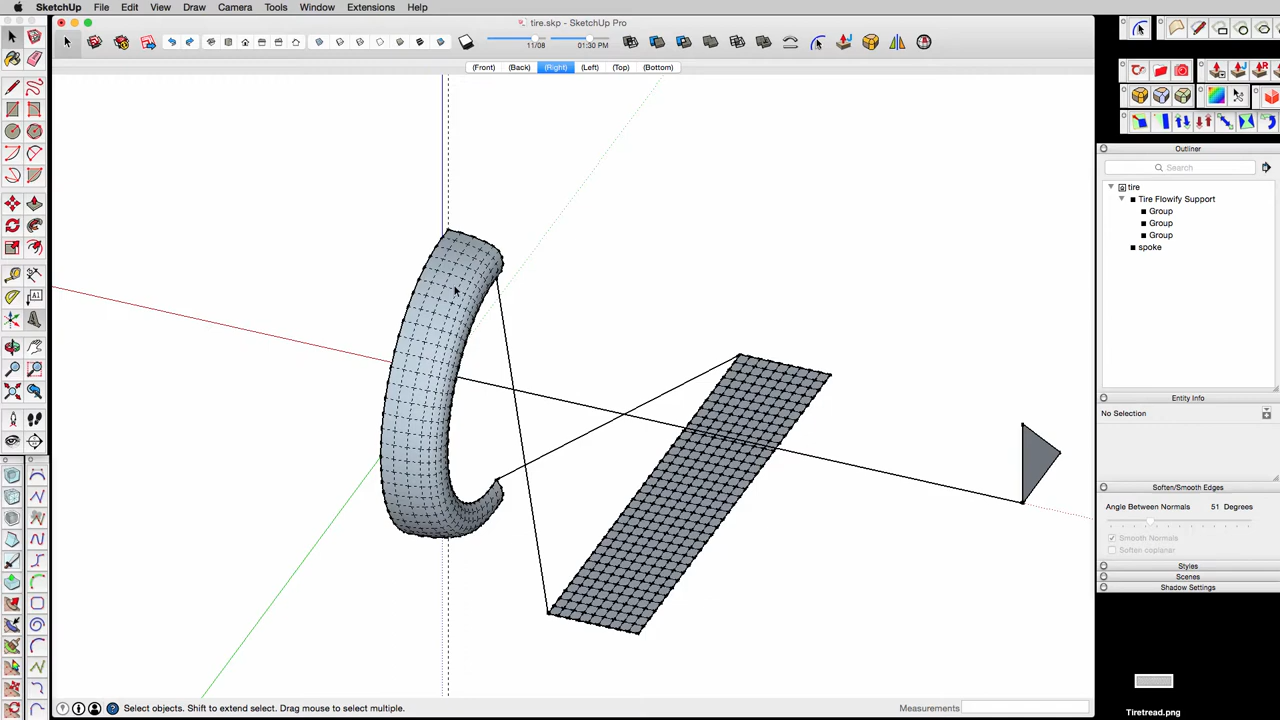 SketchUp File Edit View Draw Camera Tools Window Extensions Help
tire.skp - SketchUp Pro
11/08 01:30 PM
(Front) (Back) (Right) (Left) (Top) (Bottom)
A1
Outliner
Search
tire
Tire Flowify Support
Group
Group
Group
spoke
Entity Info
No Selection
Soften/Smooth Edges
Angle Between Normals 51 Degrees
Smooth Normals
Soften coplanar
Styles
Scenes
Shadow Settings
Select objects. Shift to extend select. Drag mouse to select multiple.
Measurements
Tiretread.png